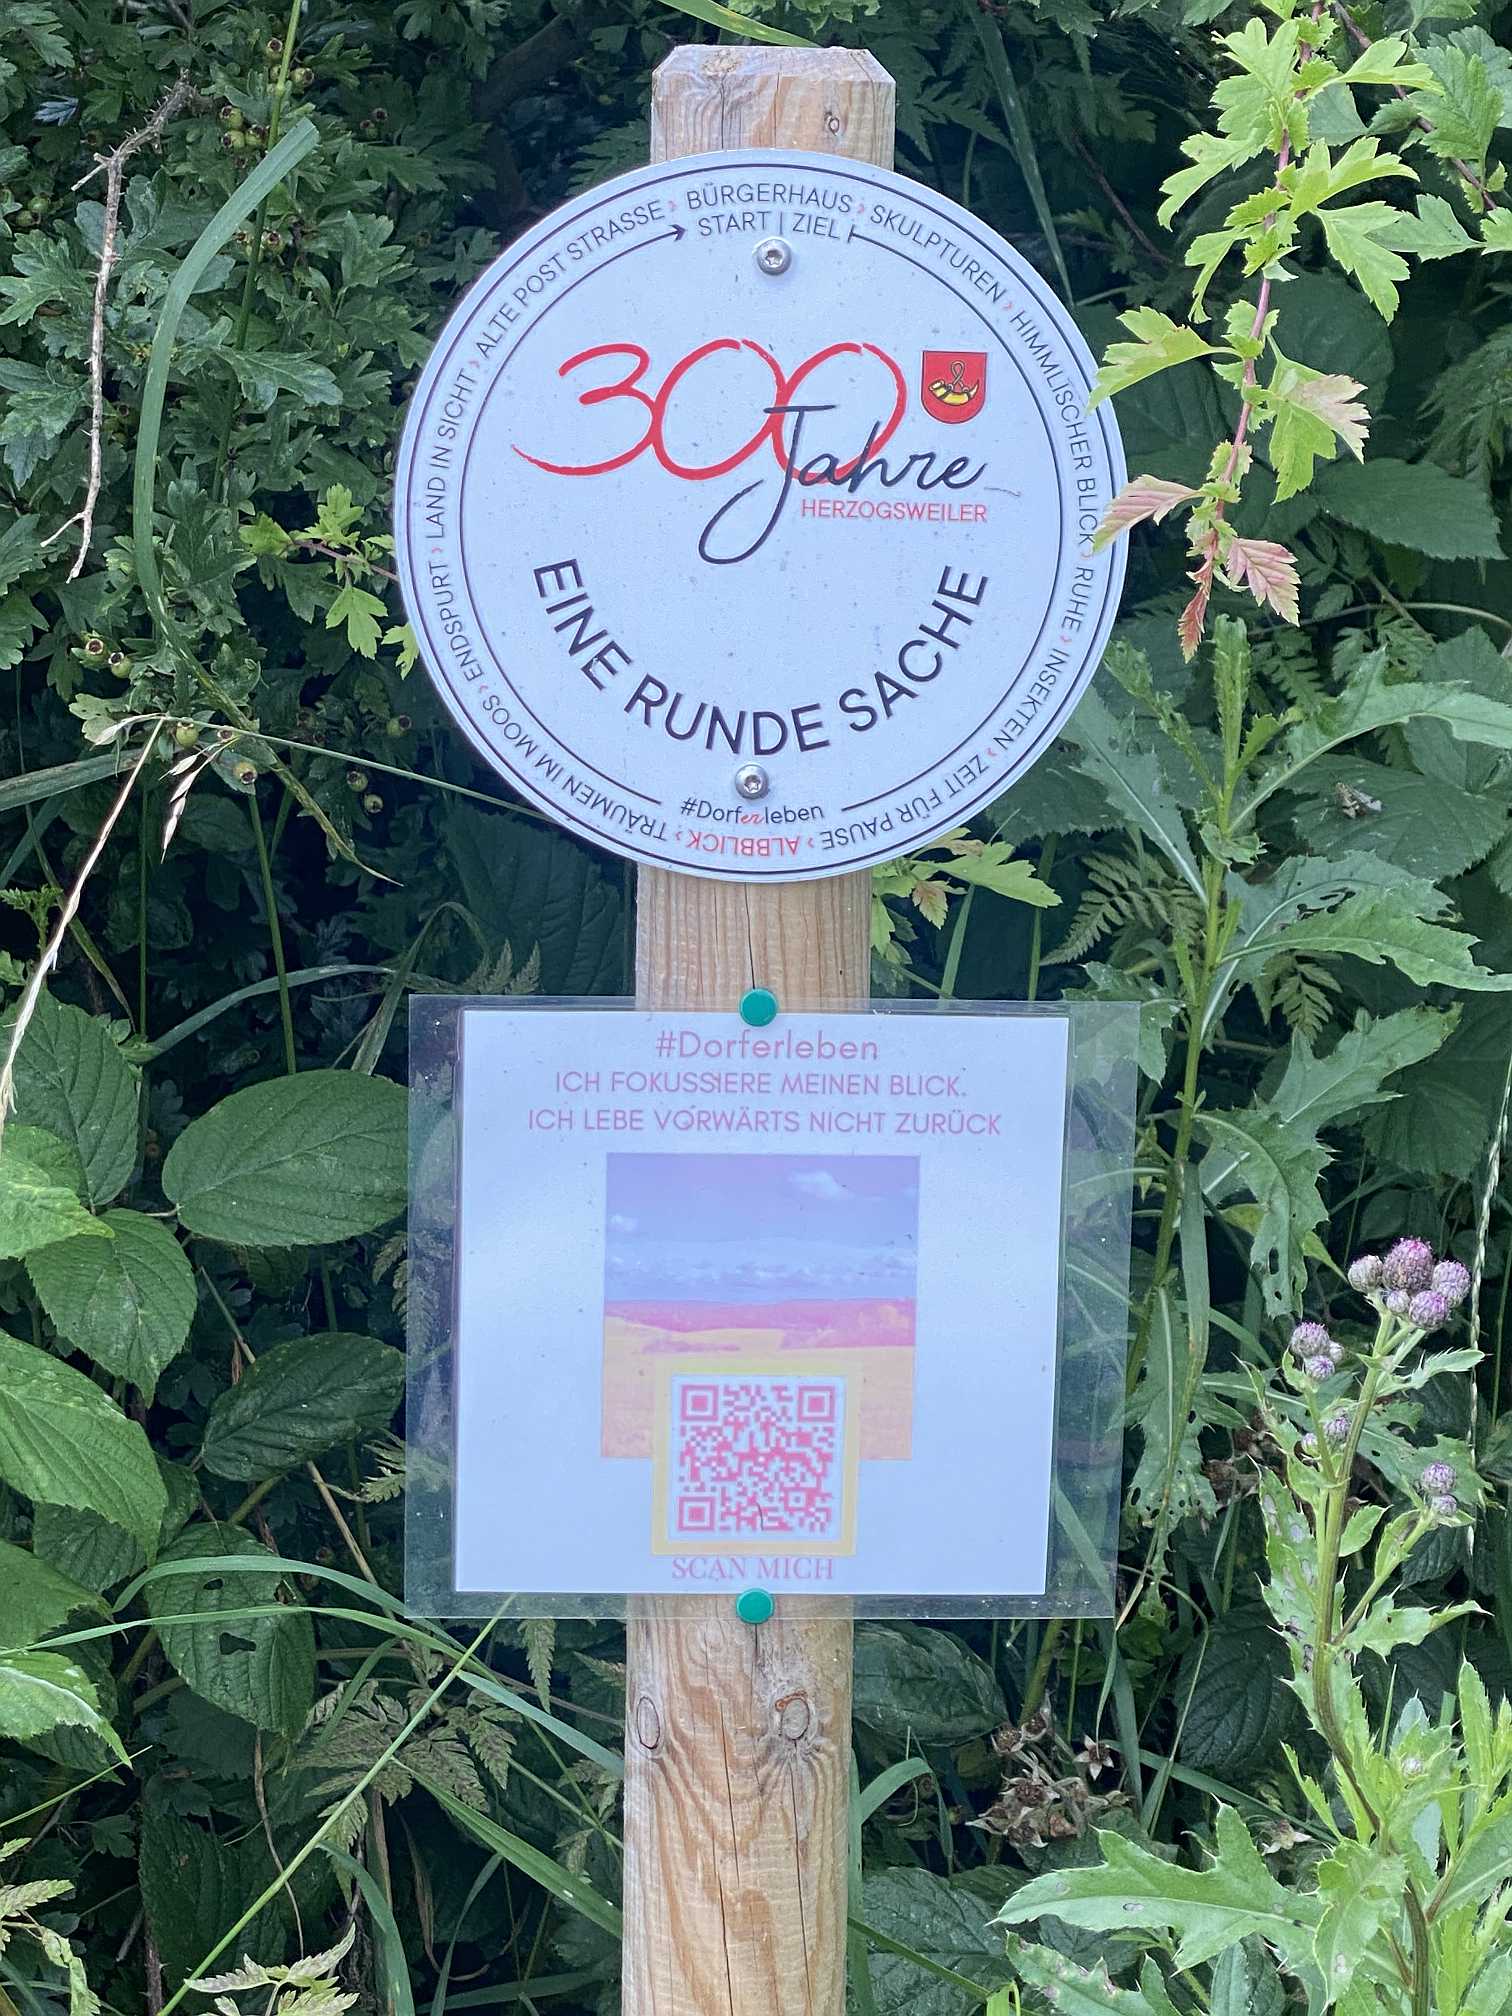 BÜRGERHAUS › SKULPTUREN › HIMMLISCHER BLICK › RUHE › INSEKTEN › ZEIT FÜR PAUSE › ALBBLICK › TRÄUMEN IM MOOS › ENDSPURT › LAND IN SICHT › ALTE POST STRASSE ›
START | ZIEL
300
Jahre
HERZOGSWEILER
EINE RUNDE SACHE
#Dorferleben
#Dorferleben
ICH FOKUSSIERE MEINEN BLICK.
ICH LEBE VORWÄRTS NICHT ZURÜCK
SCAN MICH